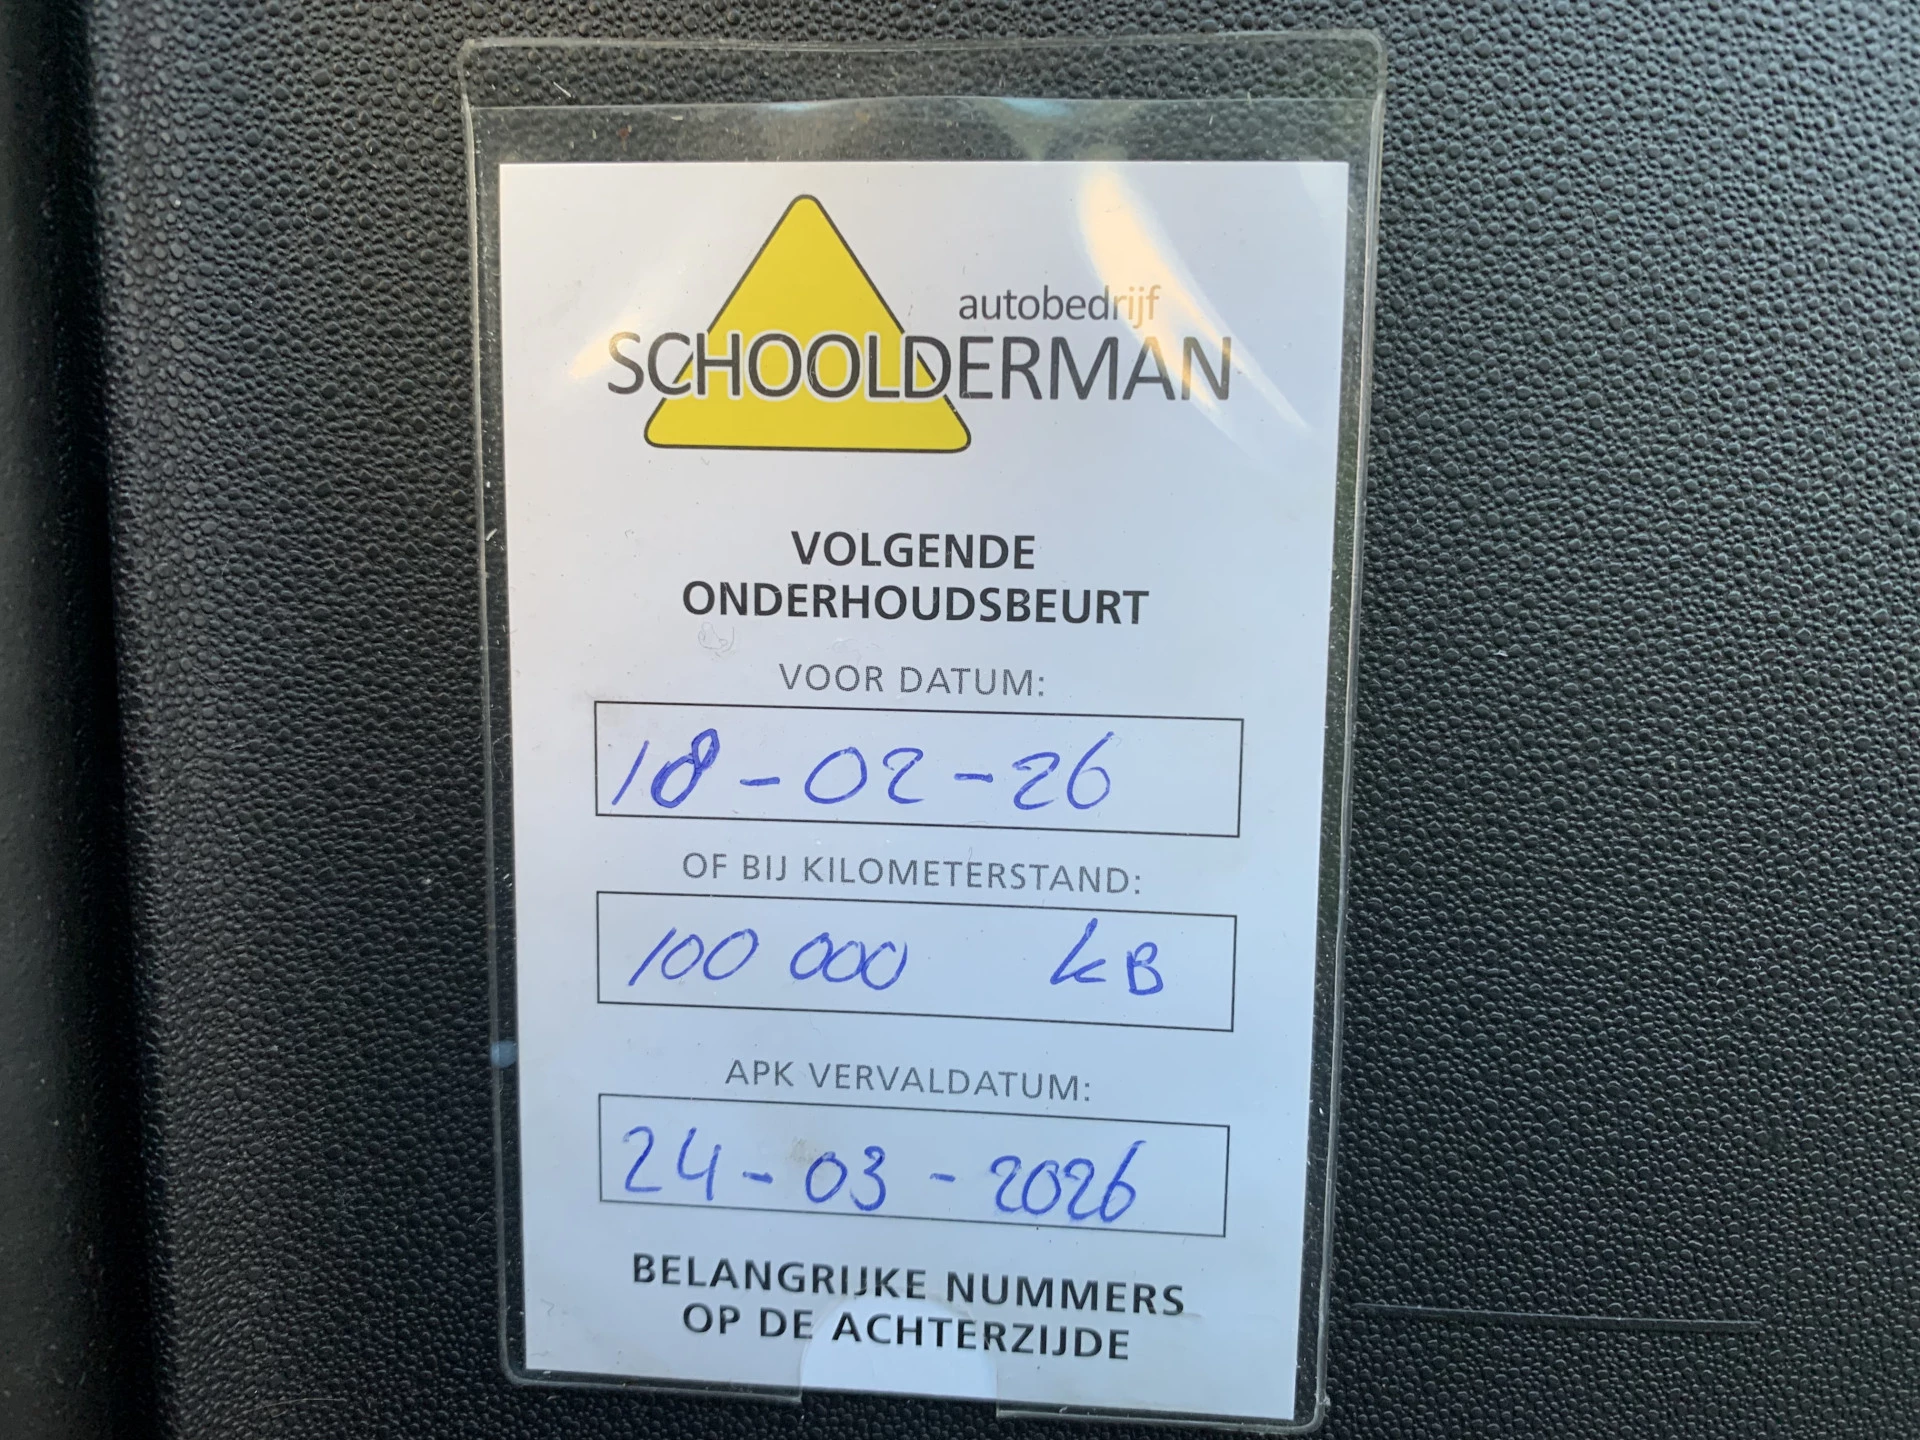 autobedrijf
SCHOOLDERMAN
VOLGENDE
ONDERHOUDSBEURT
VOOR DATUM:
18-02-26
OF BIJ KILOMETERSTAND:
100 000 kB
APK VERVALDATUM:
24-03-2026
BELANGRIJKE NUMMERS
OP DE ACHTERZIJDE